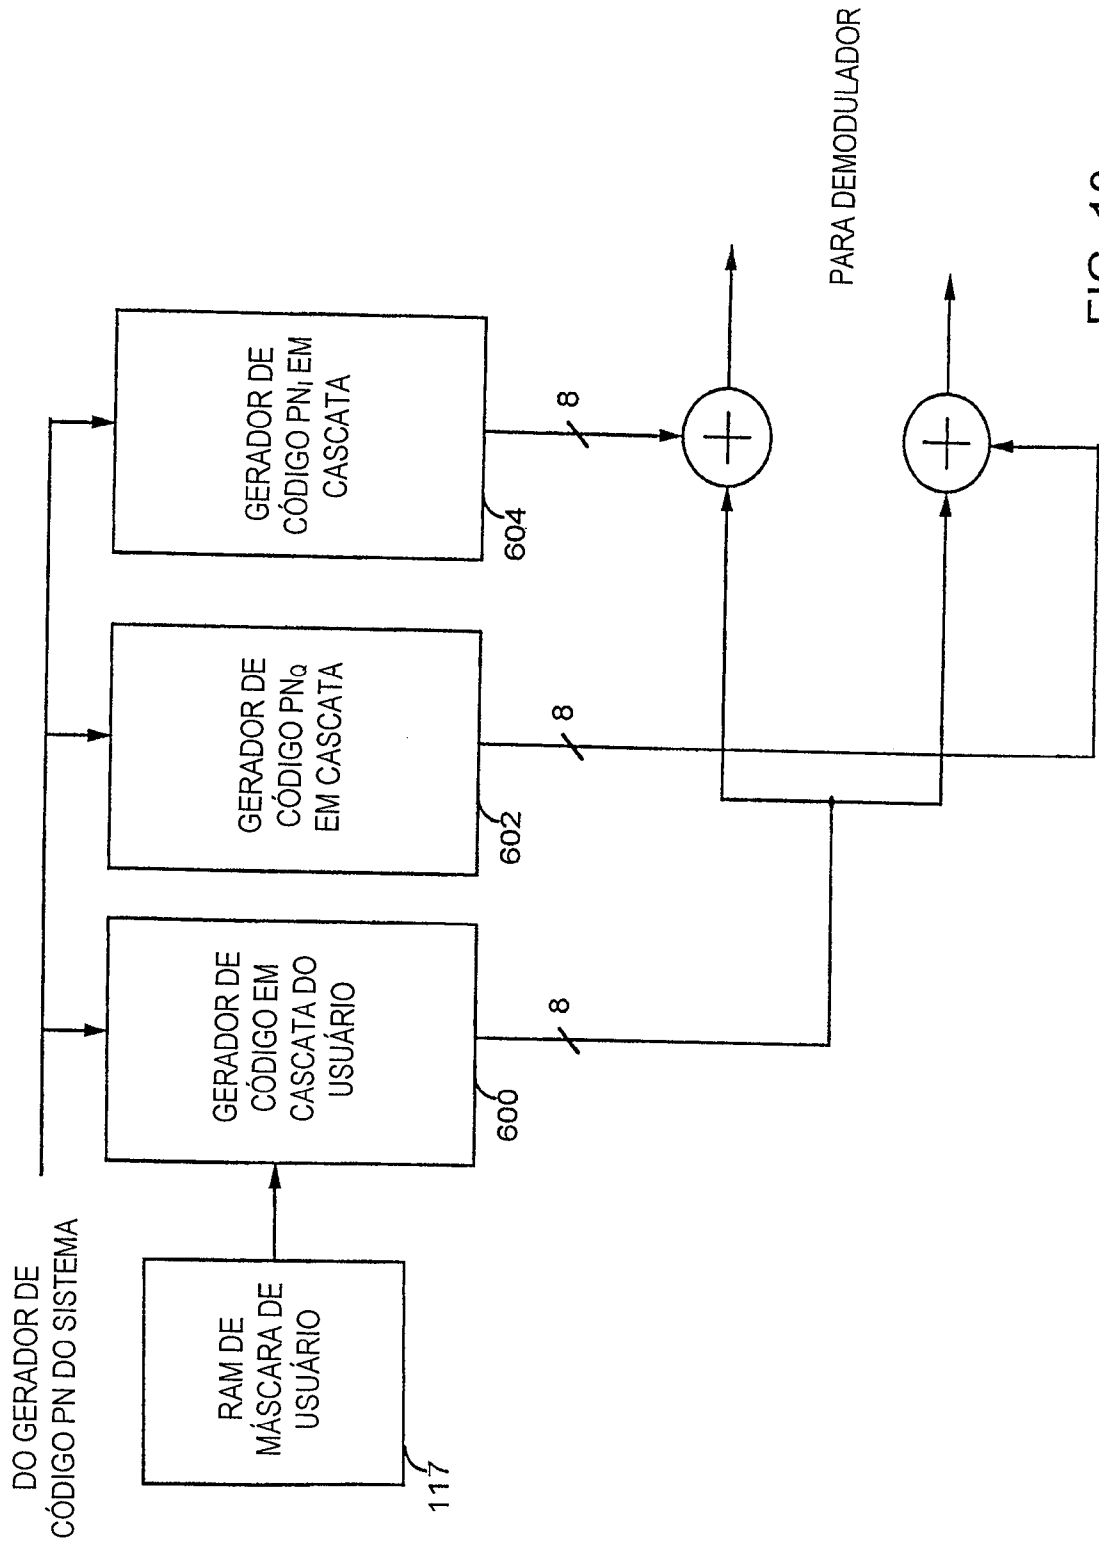 DO GERADOR DE
CÓDIGO PN DO SISTEMA
RAM DE
MÁSCARA DE
USUÁRIO
117
GERADOR DE
CÓDIGO EM
CASCATA DO
USUÁRIO
600
8
GERADOR DE
CÓDIGO PNQ
EM CASCATA
602
8
GERADOR DE
CÓDIGO PNI EM
CASCATA
604
8
PARA DEMODULADOR